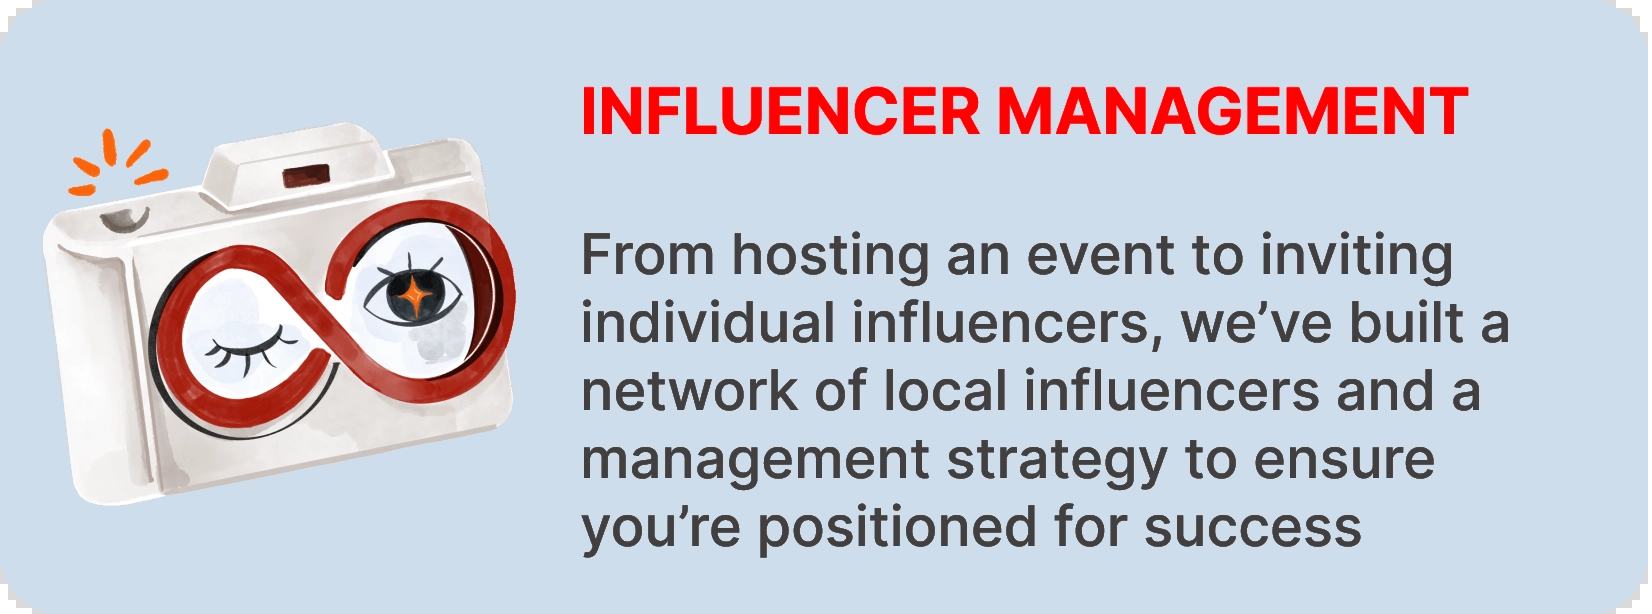 INFLUENCER MANAGEMENT
From hosting an event to inviting
individual influencers, we’ve built a
network of local influencers and a
management strategy to ensure
you’re positioned for success